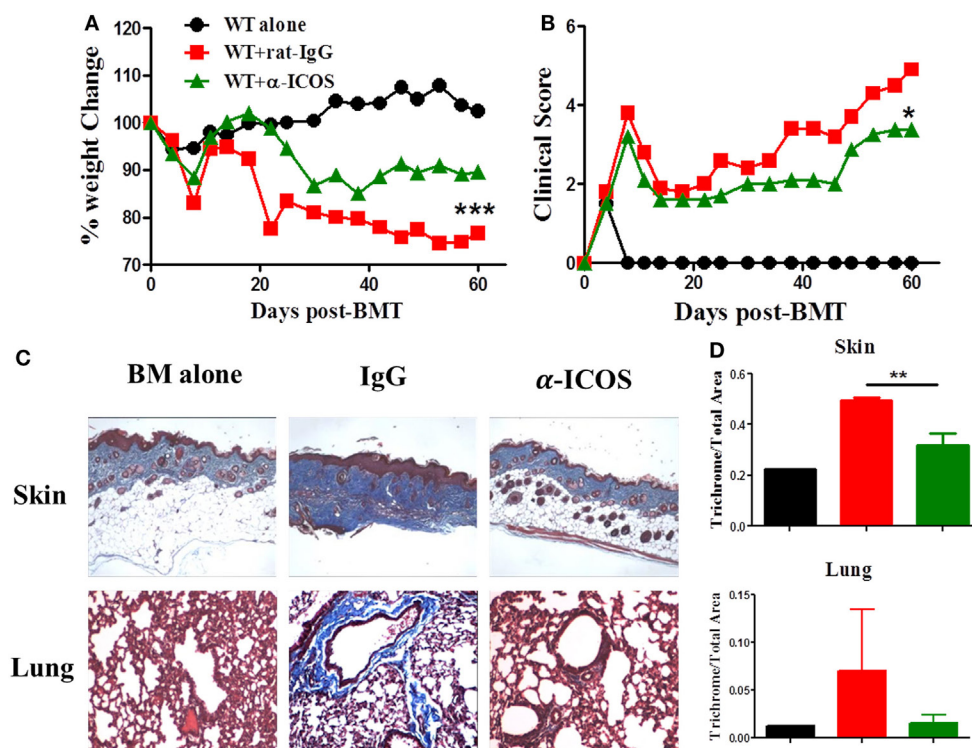 A
WT alone
WT+rat-IgG
WT+α-ICOS
% weight Change
120
110
100
90
80
70
***
0
20
40
60
Days post-BMT
B
Clinical Score
6
4
2
0
*
0
20
40
60
Days post-BMT
C
BM alone
IgG
α-ICOS
Skin
Lung
D
Skin
Trichrome/Total Area
0.6
0.4
0.2
0.0
**
Lung
Trichrome/Total Area
0.15
0.10
0.05
0.00